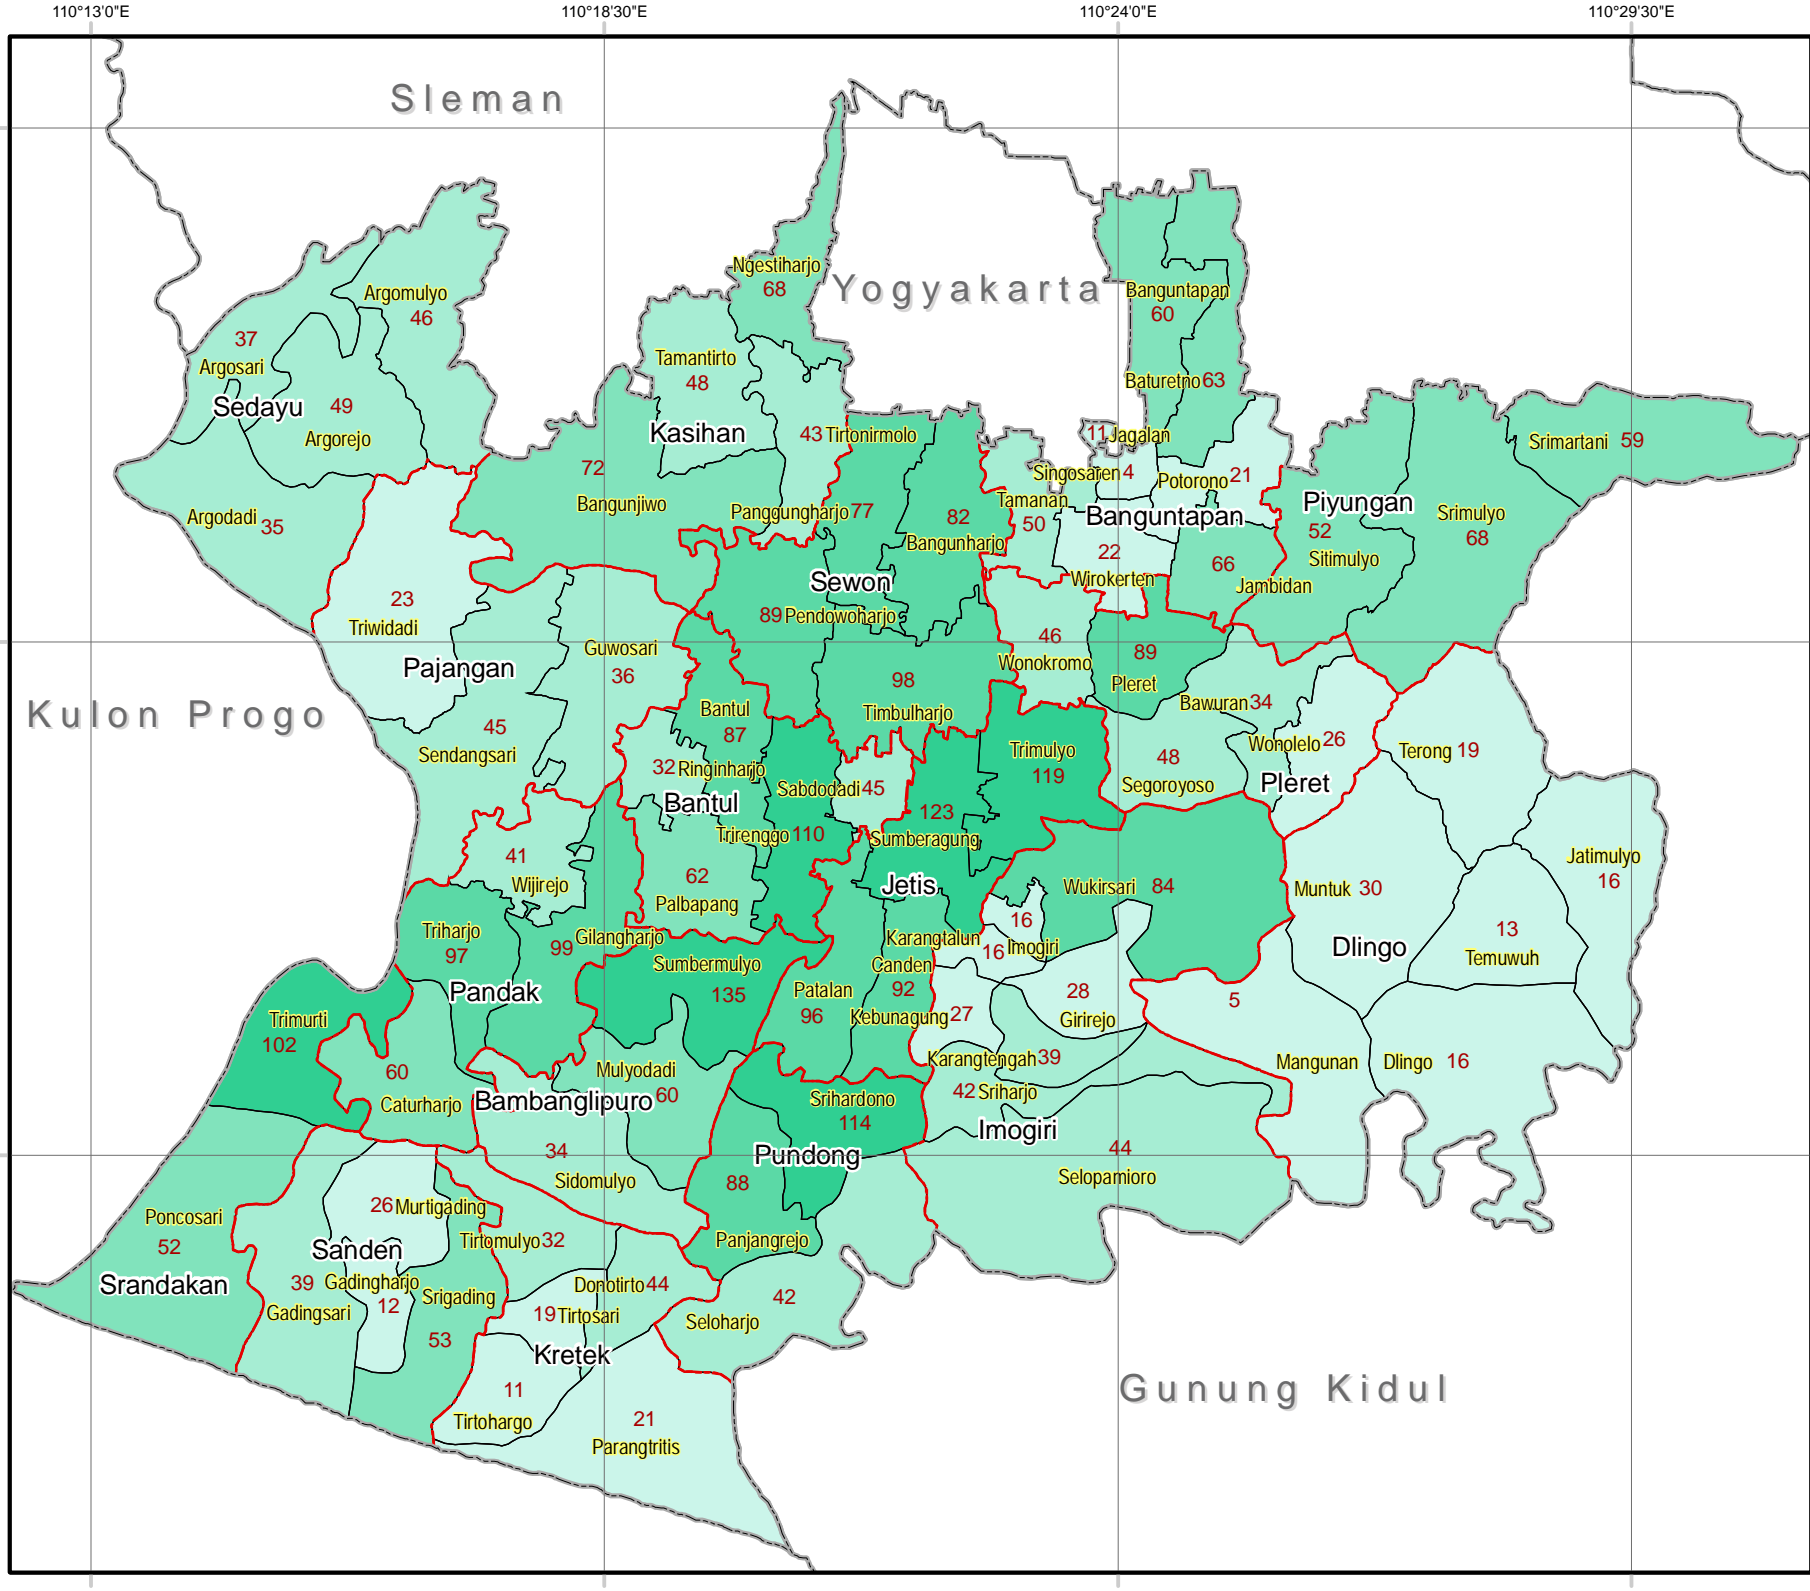 110°13'0"E
110°18'30"E
110°24'0"E
110°29'30"E
Sleman
Ngestiharjo
68
Yogyakarta
Argomulyo
46
Banguntapan
60
37
Argosari
Tamantirto
48
Baturetno 63
Sedayu
49
Argorejo
Kasihan
43 Tirtonirmolo
11 Jagalan
Srimartani 59
72
Bangunjiwo
Singosaren 4
Potorono 21
Piyungan
Argodadi 35
Panggungharjo 77
82
Bangunharjo
Tamanan
50
Banguntapan
52
Sitimulyo
Srimulyo
68
22
Wirokerten
66
Jambidan
Sewon
23
Triwidadi
89 Pendowoharjo
Guwosari
36
46
Wonokromo
89
Pleret
Pajangan
98
Timbulharjo
Kulon Progo
Bantul
87
Bawuran 34
45
Sendangsari
Trimulyo
119
48
Segoroyoso
Wonolelo 26
Terong 19
32 Ringinharjo
Sabdodadi 45
Pleret
Bantul
123
Sumberagung
Trirenggo 110
41
Wijirejo
62
Palbapang
Jetis
Wukirsari 84
Muntuk 30
Jatimulyo
16
Triharjo
97
99 Gilangharjo
16
Karangtalun
16 Imogiri
Dlingo
13
Temuwuh
Sumbermulyo
135
Canden
92
Pandak
Patalan
96
Kebunagung 27
28
Girirejo
5
Trimurti
102
60
Caturharjo
Mulyodadi
60
Karangtengah 39
Mangunan
Dlingo 16
Bambanglipuro
Srihardono
114
42 Sriharjo
Imogiri
34
Sidomulyo
Pundong
44
Selopamioro
88
Panjangrejo
Poncosari
52
26 Murtigading
Tirtomulyo 32
Sanden
Srandakan
39
Gadingsari
Gadingharjo
12
Srigading
53
Donotirto 44
42
Seloharjo
19 Tirtosari
Kretek
11
Tirtohargo
21
Parangtritis
Gunung Kidul